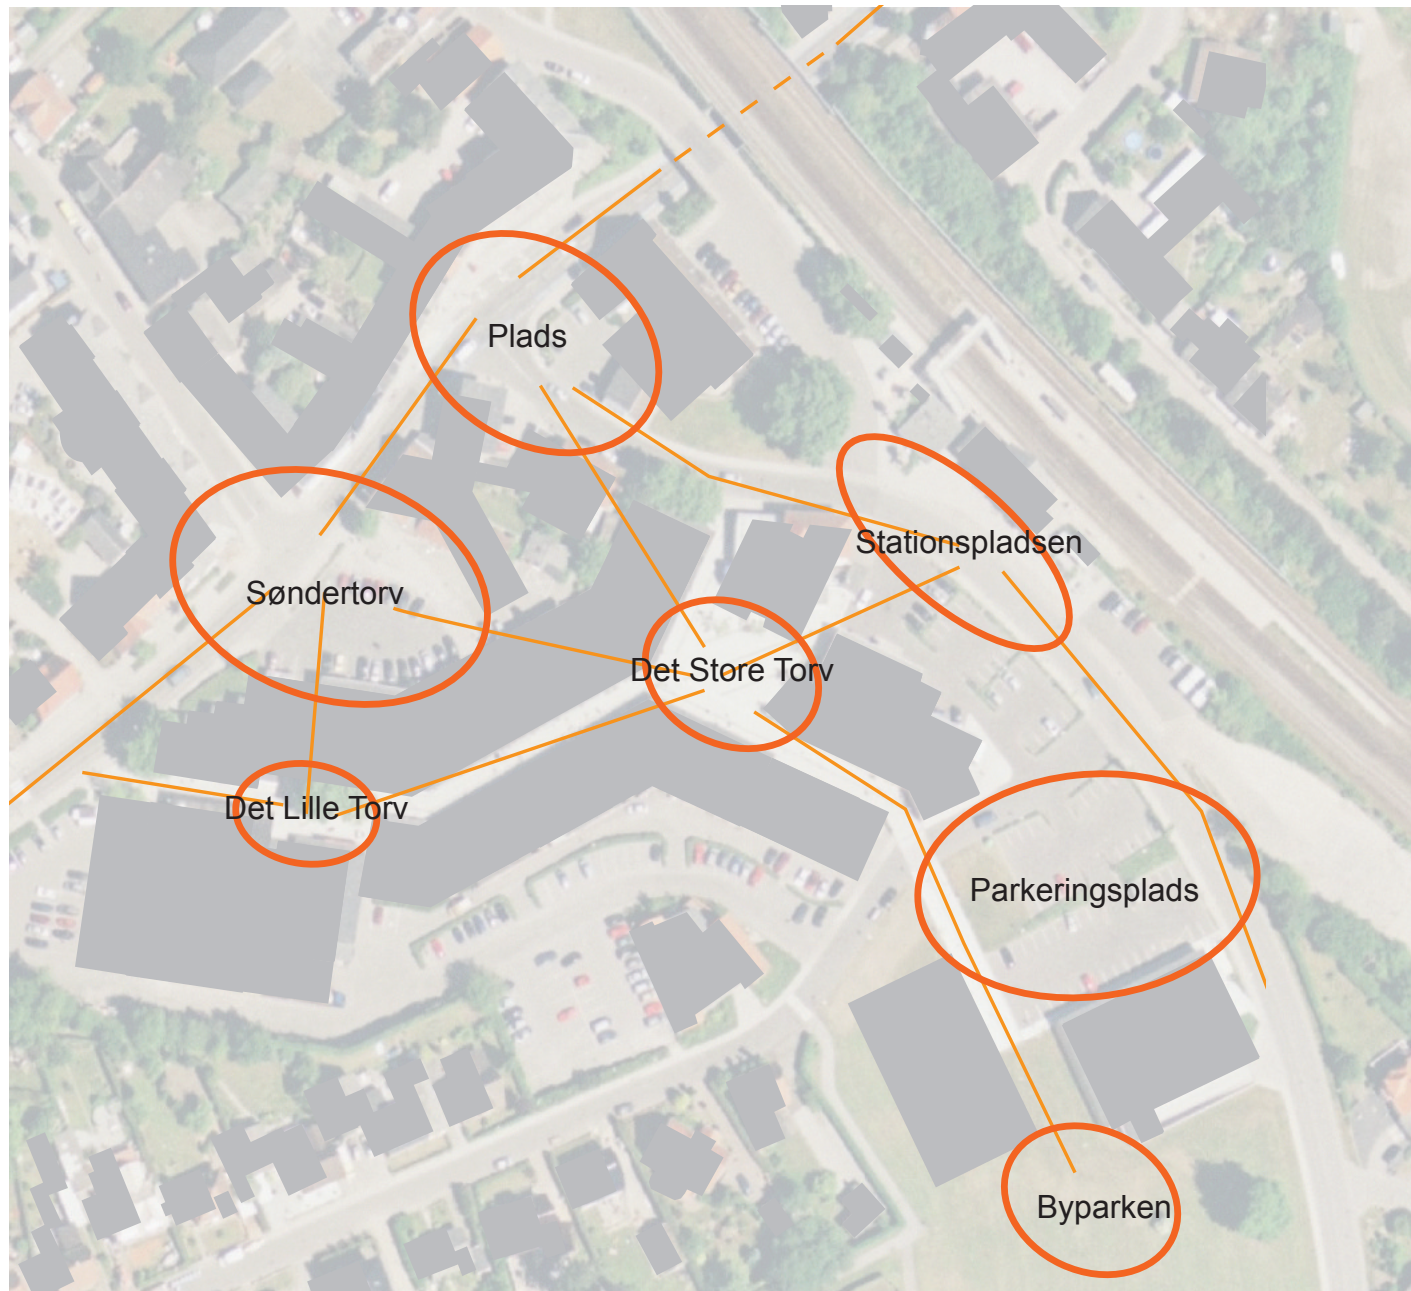 Plads
Stationspladsen
Søndertorv
Det Store Torv
Det Lille Torv
Parkeringsplads
Byparken